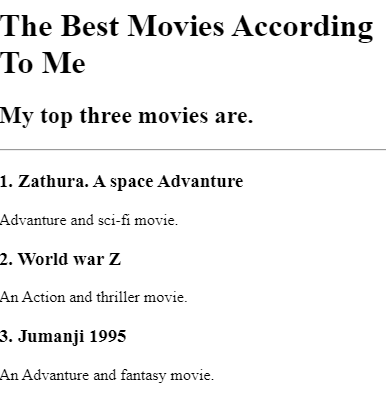 The Best Movies According
To Me
My top three movies are.
1. Zathura. A space Advanture
Advanture and sci-fi movie.
2. World war Z
An Action and thriller movie.
3. Jumanji 1995
An Advanture and fantasy movie.